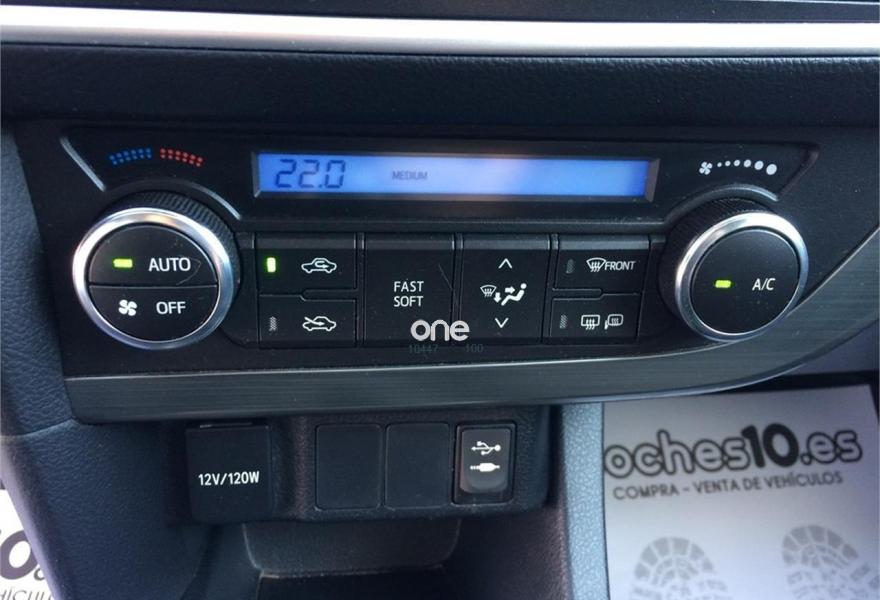 22.0 MEDIUM
AUTO
OFF
FAST
SOFT
FRONT
A/C
one
10447 100
12V/120W
oches10.es
COMPRA - VENTA DE VEHÍCULOS